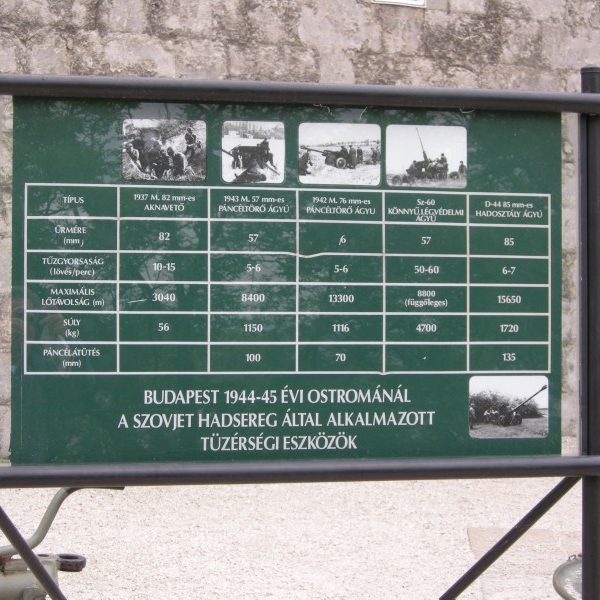 TÍPUS 1937 M. 82 mm-es AKNAVETŐ 1943 M. 57 mm-es PÁNCÉLTÖRŐ ÁGYÚ 1942 M. 76 mm-es PÁNCÉLTÖRŐ ÁGYU Sz-60 KÖNNYŰ LÉGVÉDELMI ÁGYÚ D-44 85 mm-es HADOSZTÁLY ÁGYÚ
ŰRMÉRE (mm) 82 57 6 57 85
TŰZGYORSASÁG (lövés/perc) 10-15 5-6 5-6 50-60 6-7
MAXIMÁLIS LŐTÁVOLSÁG (m) 3040 8400 13300 8800 (függőleges) 15650
SÚLY (kg) 56 1150 1116 4700 1720
PÁNCÉLÁTÜTÉS (mm) 100 70 - 135
BUDAPEST 1944-45 ÉVI OSTROMÁNÁL
A SZOVJET HADSEREG ÁLTAL ALKALMAZOTT
TÜZÉRSÉGI ESZKÖZÖK